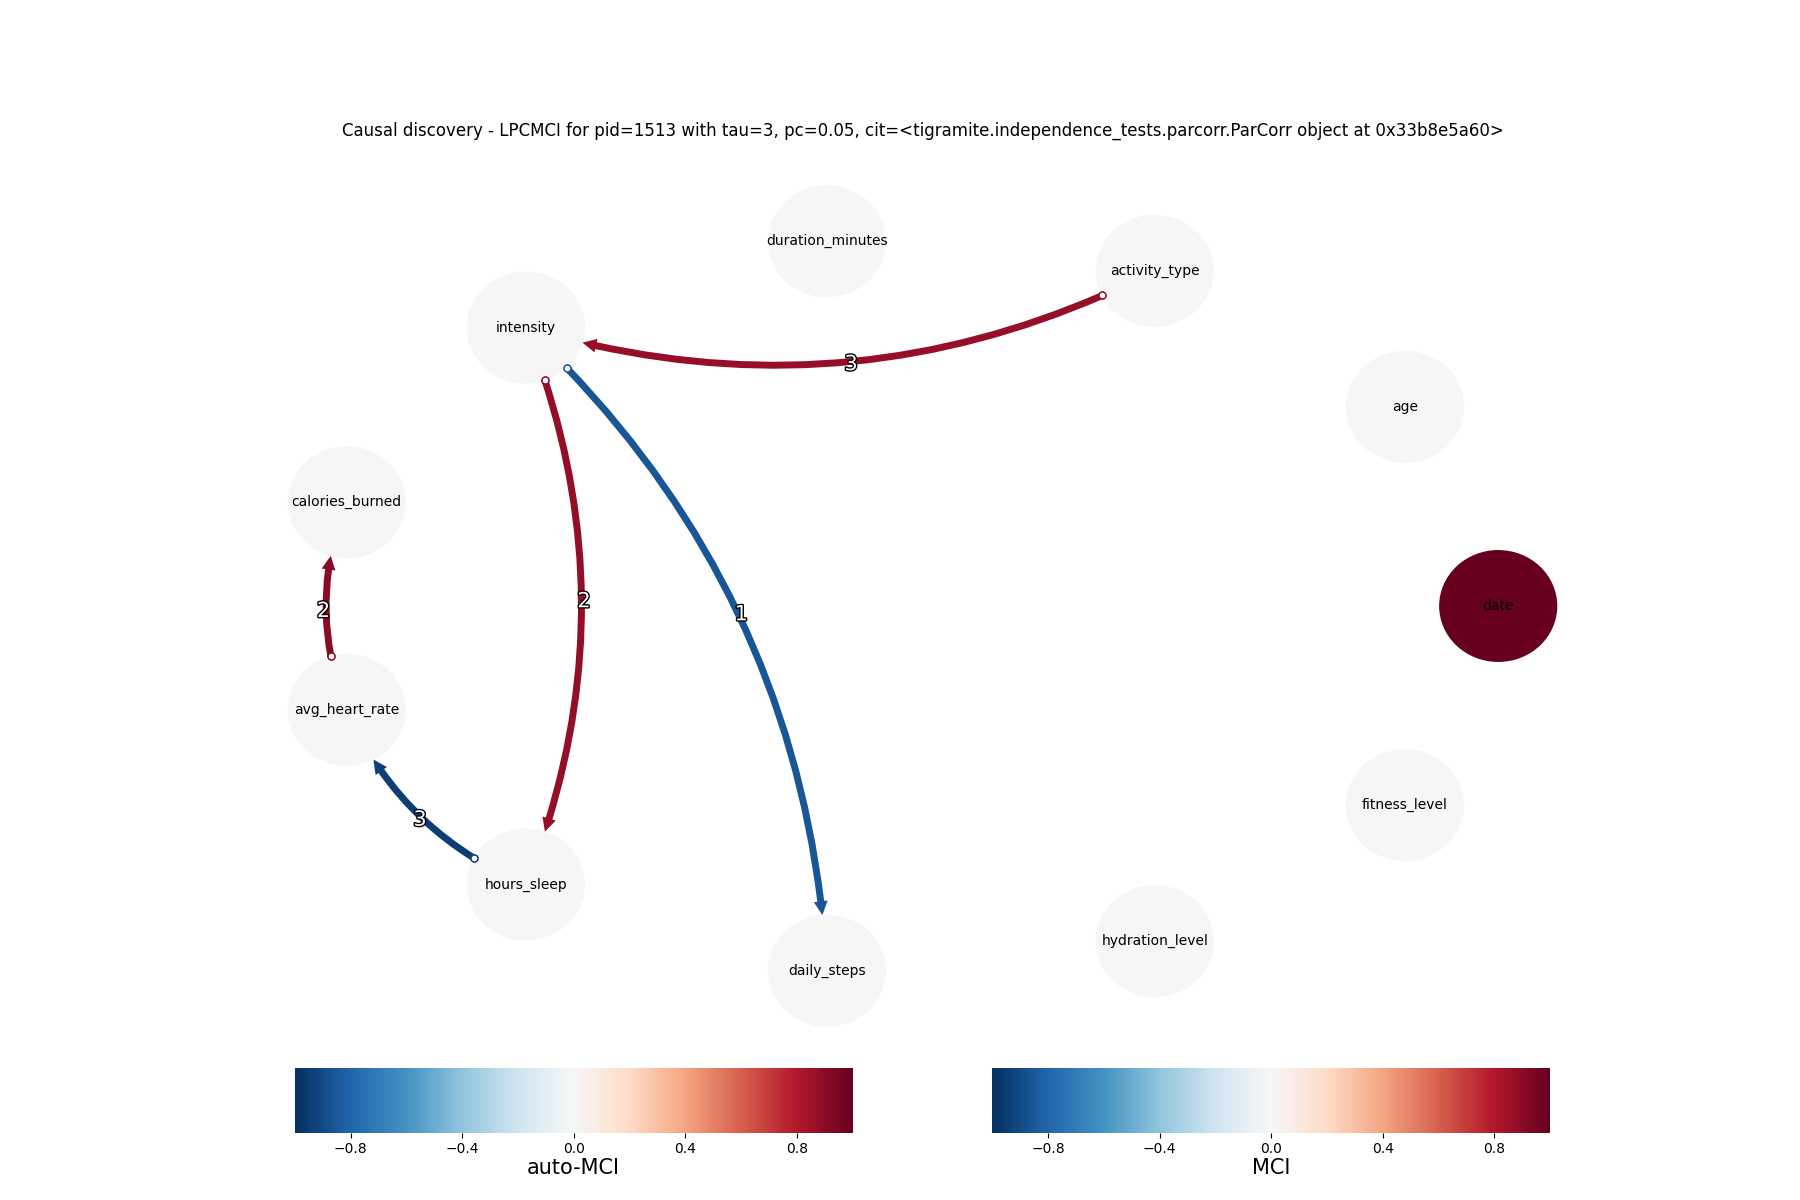 Causal discovery - LPCMCI for pid=1513 with tau=3, pc=0.05, cit=<tigramite.independence_tests.parcorr.ParCorr object at 0x33b8e5a60>
duration_minutes
activity_type
intensity
3
age
calories_burned
date
2
2
1
avg_heart_rate
3
fitness_level
hours_sleep
hydration_level
daily_steps
−0.8 −0.4 0.0 0.4 0.8
auto-MCI
−0.8 −0.4 0.0 0.4 0.8
MCI